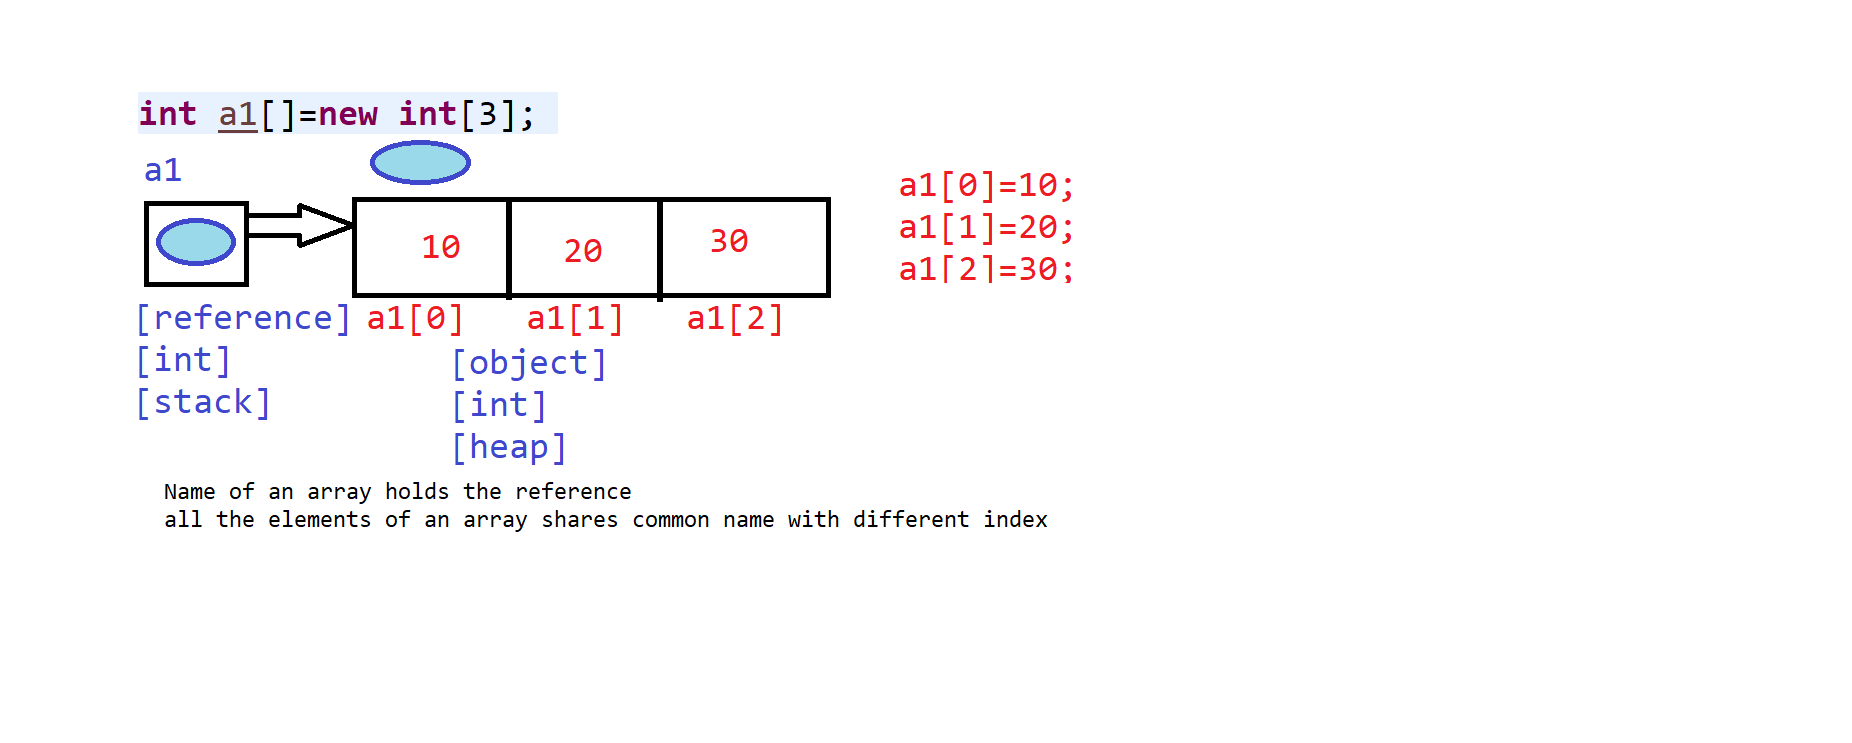 int a1[]=new int[3];
a1
a1[0]=10;
a1[1]=20;
a1[2]=30;
10 20 30
[reference] a1[0] a1[1] a1[2]
[int]
[stack]
[object]
[int]
[heap]
Name of an array holds the reference
all the elements of an array shares common name with different index